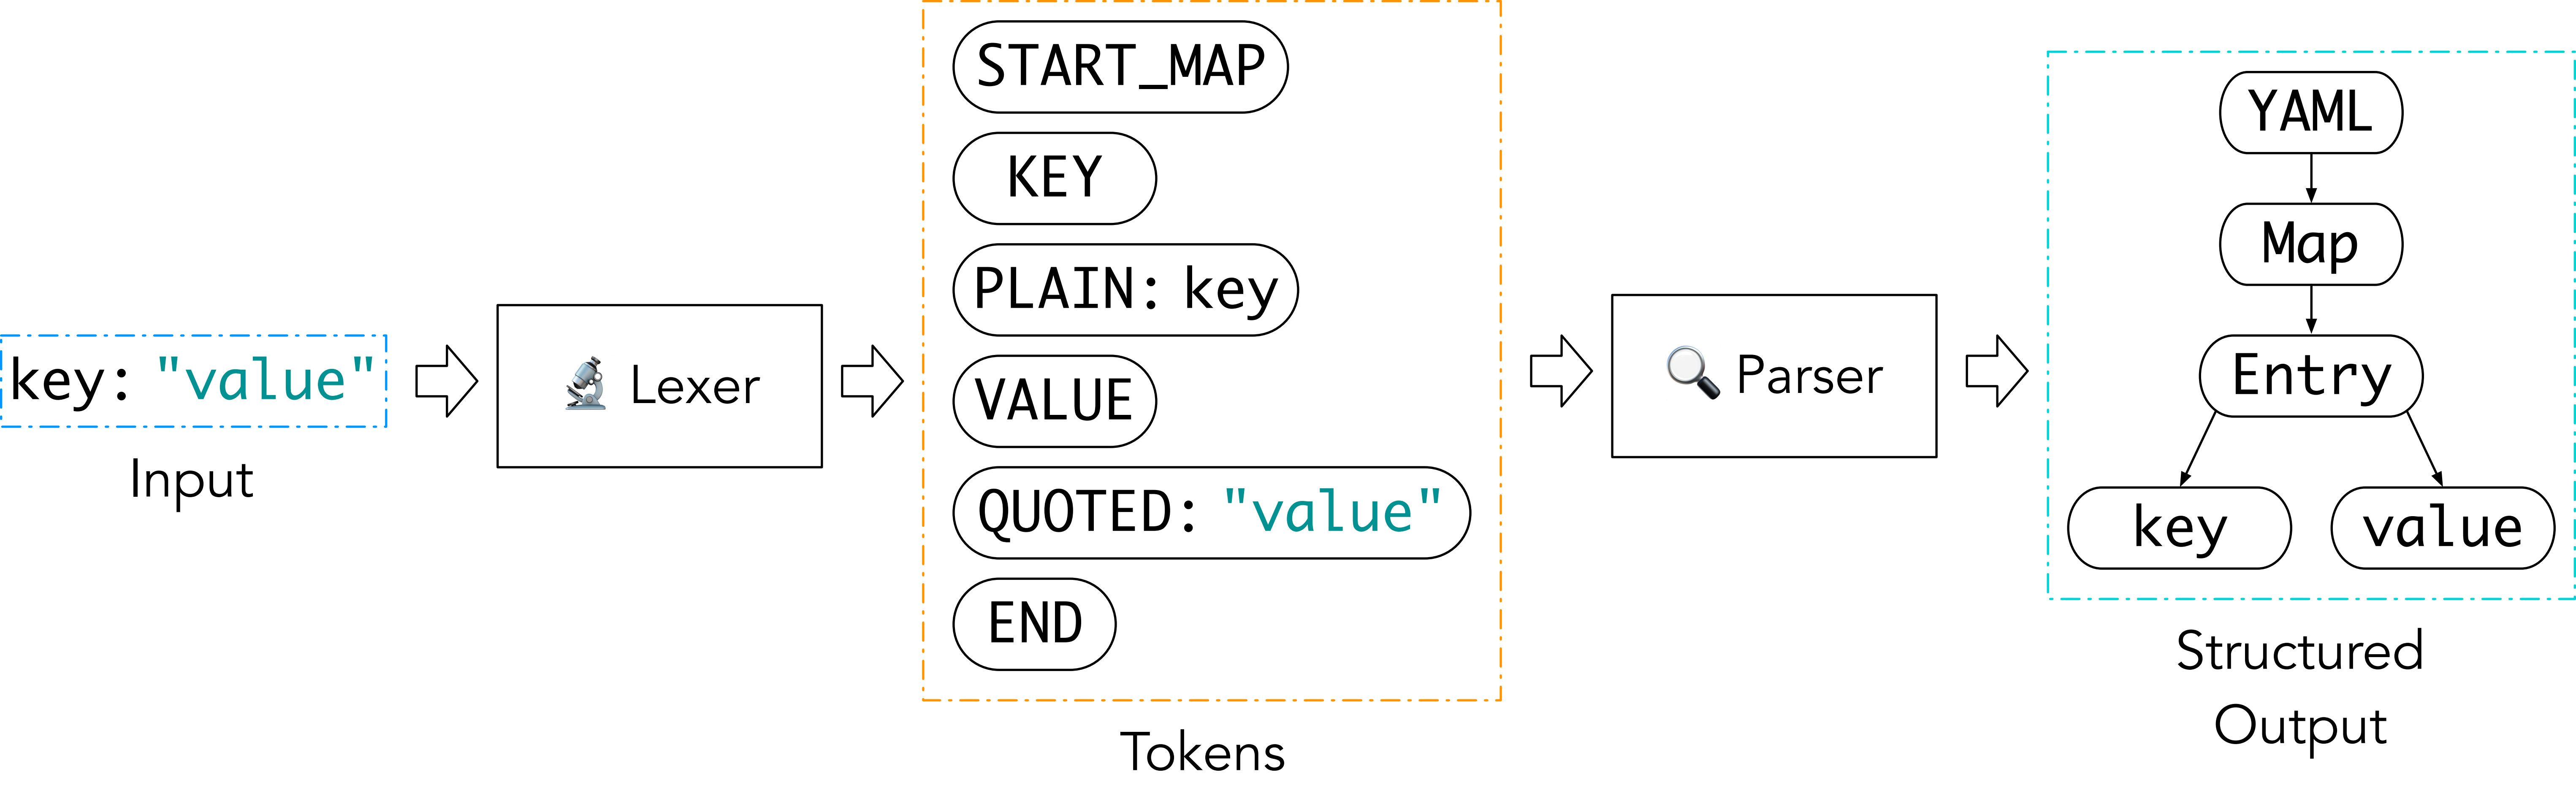 key: "value"
Input
Lexer
START_MAP
KEY
PLAIN: key
VALUE
QUOTED: "value"
END
Tokens
Parser
YAML
Map
Entry
key
value
Structured
Output